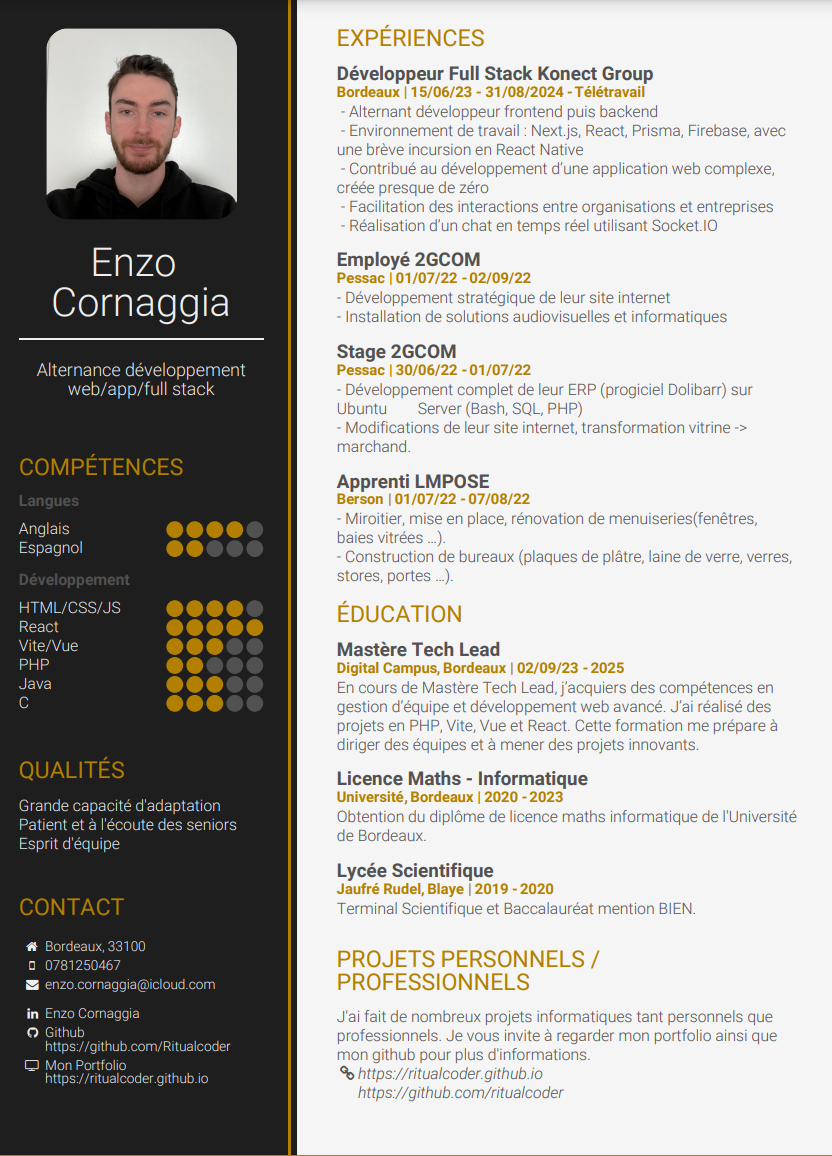 Enzo
Cornaggia
Alternance développement
web/app/full stack
COMPÉTENCES
Langues
Anglais
Espagnol
Développement
HTML/CSS/JS
React
Vite/Vue
PHP
Java
C
QUALITÉS
Grande capacité d'adaptation
Patient et à l'écoute des seniors
Esprit d'équipe
CONTACT
Bordeaux, 33100
0781250467
enzo.cornaggia@icloud.com
Enzo Cornaggia
Github
https://github.com/Ritualcoder
Mon Portfolio
https://ritualcoder.github.io
EXPÉRIENCES
Développeur Full Stack Konect Group
Bordeaux | 15/06/23 - 31/08/2024 - Télétravail
- Alternant développeur frontend puis backend
- Environnement de travail : Next.js, React, Prisma, Firebase, avec
une brève incursion en React Native
- Contribué au développement d’une application web complexe,
créée presque de zéro
- Facilitation des interactions entre organisations et entreprises
- Réalisation d’un chat en temps réel utilisant Socket.IO
Employé 2GCOM
Pessac | 01/07/22 - 02/09/22
- Développement stratégique de leur site internet
- Installation de solutions audiovisuelles et informatiques
Stage 2GCOM
Pessac | 30/06/22 - 01/07/22
- Développement complet de leur ERP (progiciel Dolibarr) sur
Ubuntu Server (Bash, SQL, PHP)
- Modifications de leur site internet, transformation vitrine ->
marchand.
Apprenti LMPOSE
Berson | 01/07/22 - 07/08/22
- Miroitier, mise en place, rénovation de menuiseries(fenêtres,
baies vitrées ...).
- Construction de bureaux (plaques de plâtre, laine de verre, verres,
stores, portes ...).
ÉDUCATION
Mastère Tech Lead
Digital Campus, Bordeaux | 02/09/23 - 2025
En cours de Mastère Tech Lead, j’acquiers des compétences en
gestion d’équipe et développement web avancé. J’ai réalisé des
projets en PHP, Vite, Vue et React. Cette formation me prépare à
diriger des équipes et à mener des projets innovants.
Licence Maths - Informatique
Université, Bordeaux | 2020 - 2023
Obtention du diplôme de licence maths informatique de l'Université
de Bordeaux.
Lycée Scientifique
Jaufré Rudel, Blaye | 2019 - 2020
Terminal Scientifique et Baccalauréat mention BIEN.
PROJETS PERSONNELS /
PROFESSIONNELS
J'ai fait de nombreux projets informatiques tant personnels que
professionnels. Je vous invite à regarder mon portfolio ainsi que
mon github pour plus d'informations.
https://ritualcoder.github.io
https://github.com/ritualcoder